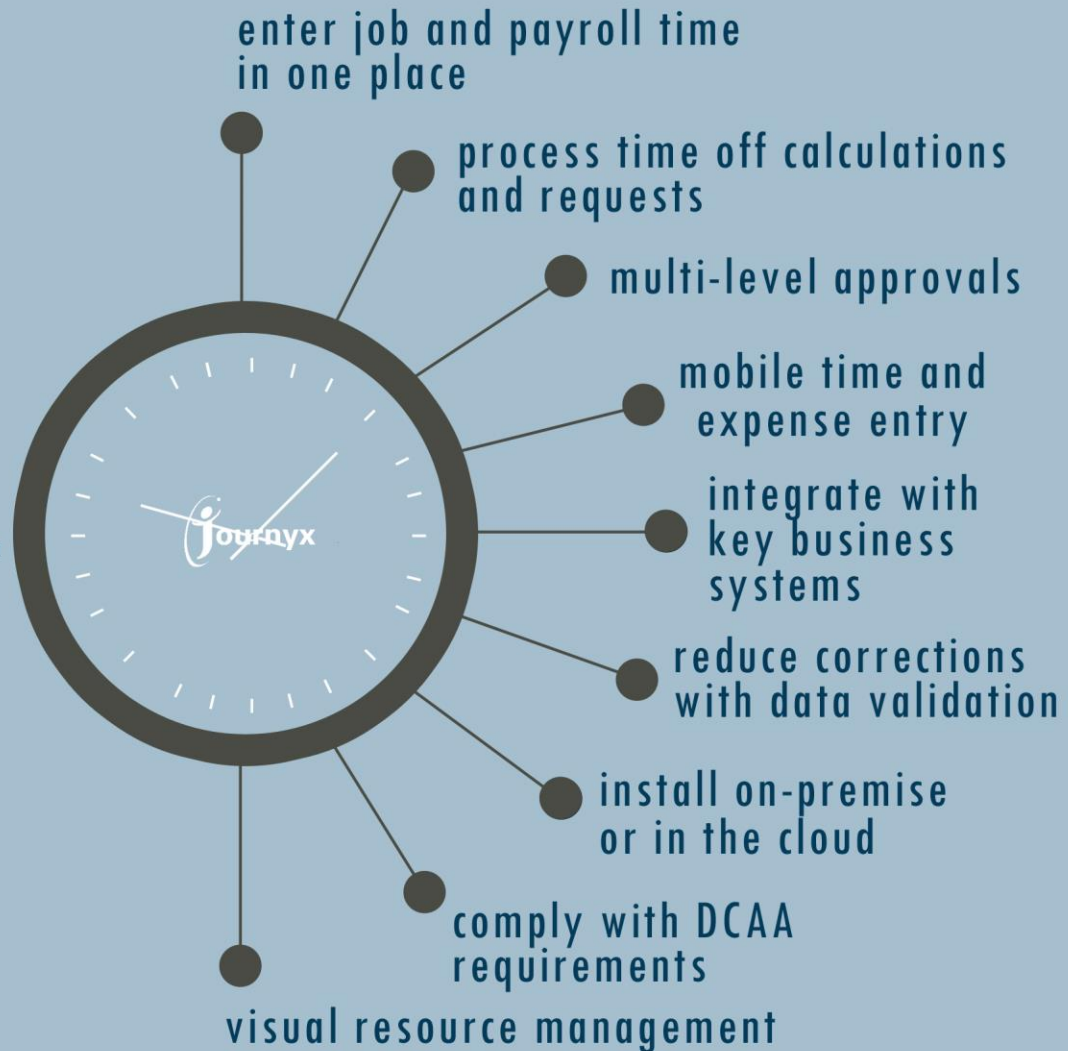 enter job and payroll time
in one place
process time off calculations
and requests
multi-level approvals
mobile time and
expense entry
integrate with
key business
systems
Journyx
reduce corrections
with data validation
install on-premise
or in the cloud
comply with DCAA
requirements
visual resource management